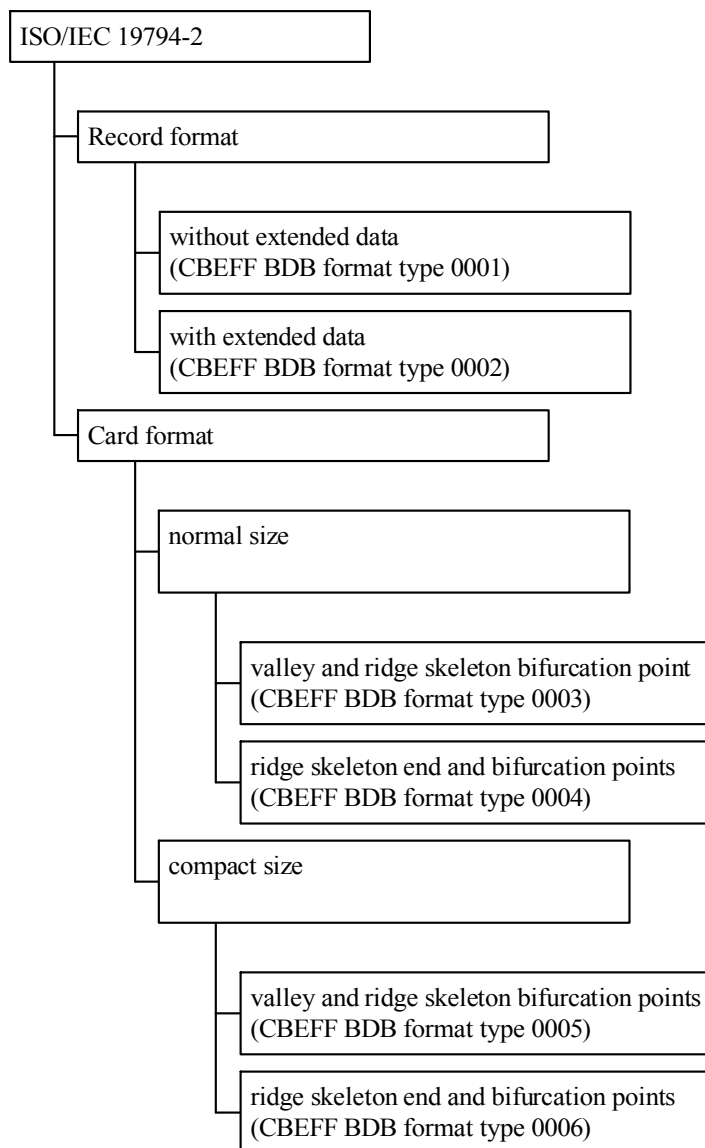 ISO/IEC 19794-2
Record format
without extended data
(CBEFF BDB format type 0001)
with extended data
(CBEFF BDB format type 0002)
Card format
normal size
valley and ridge skeleton bifurcation point
(CBEFF BDB format type 0003)
ridge skeleton end and bifurcation points
(CBEFF BDB format type 0004)
compact size
valley and ridge skeleton bifurcation points
(CBEFF BDB format type 0005)
ridge skeleton end and bifurcation points
(CBEFF BDB format type 0006)